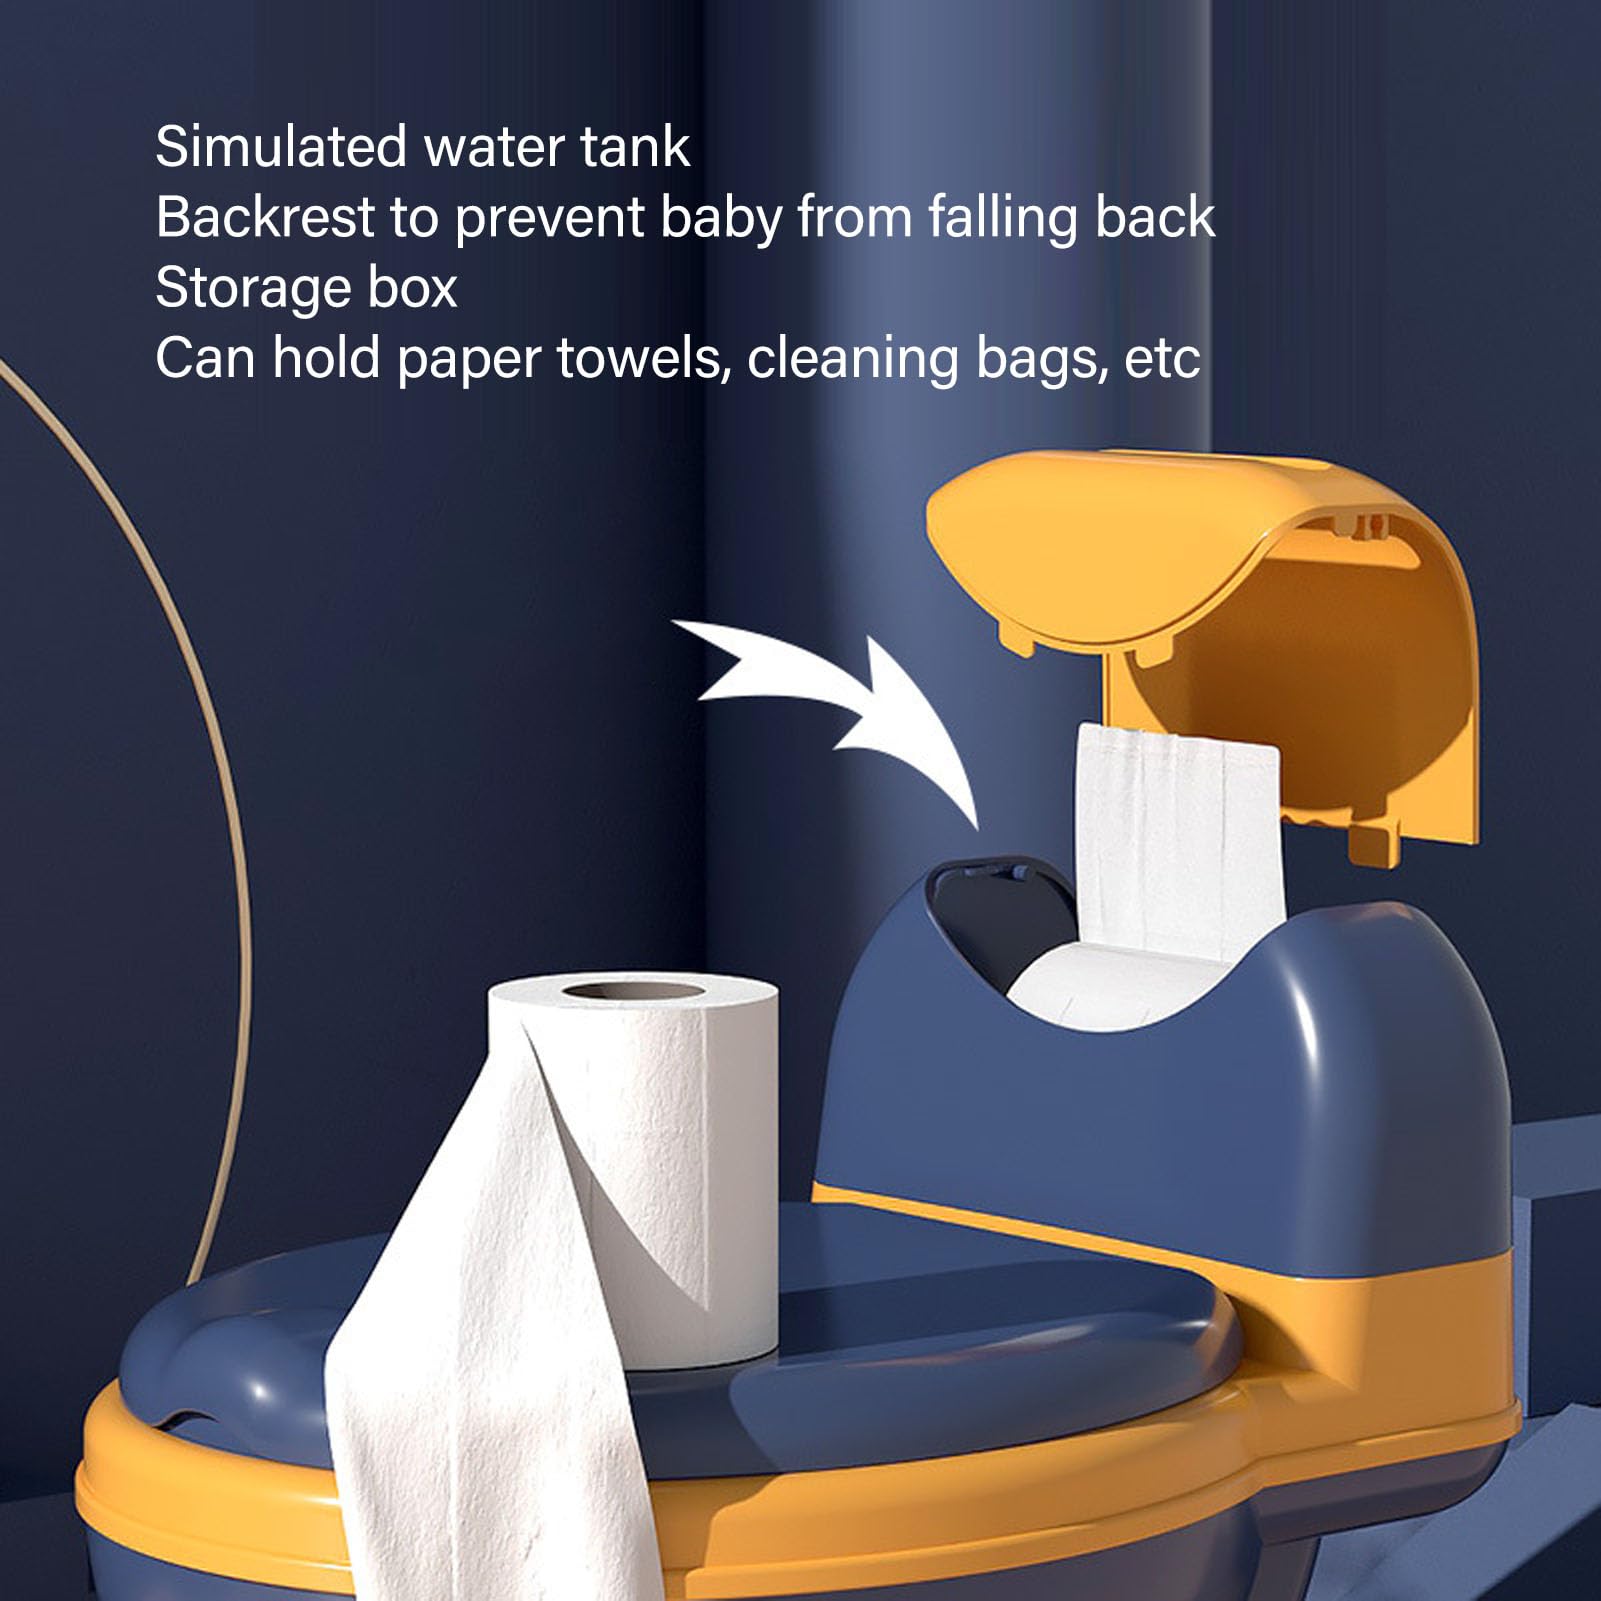 Simulated water tank
Backrest to prevent baby from falling back
Storage box
Can hold paper towels, cleaning bags, etc